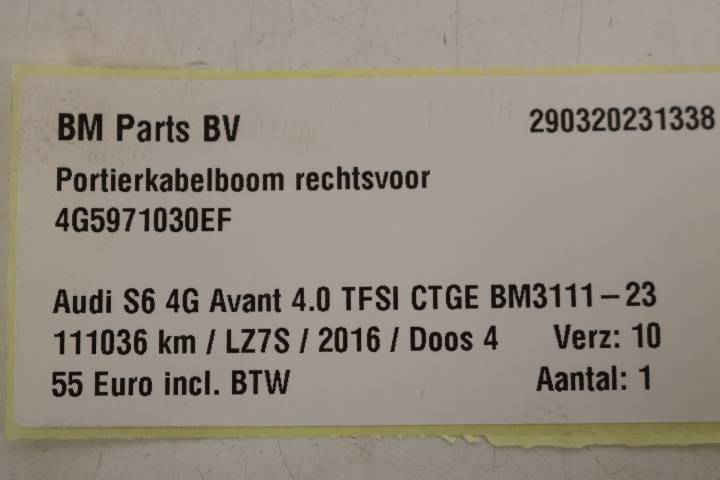 BM Parts BV 290320231338
Portierkabelboom rechtsvoor
4G5971030EF
Audi S6 4G Avant 4.0 TFSI CTGE BM3111-23
111036 km / LZ7S / 2016 / Doos 4 Verz: 10
55 Euro incl. BTW Aantal: 1